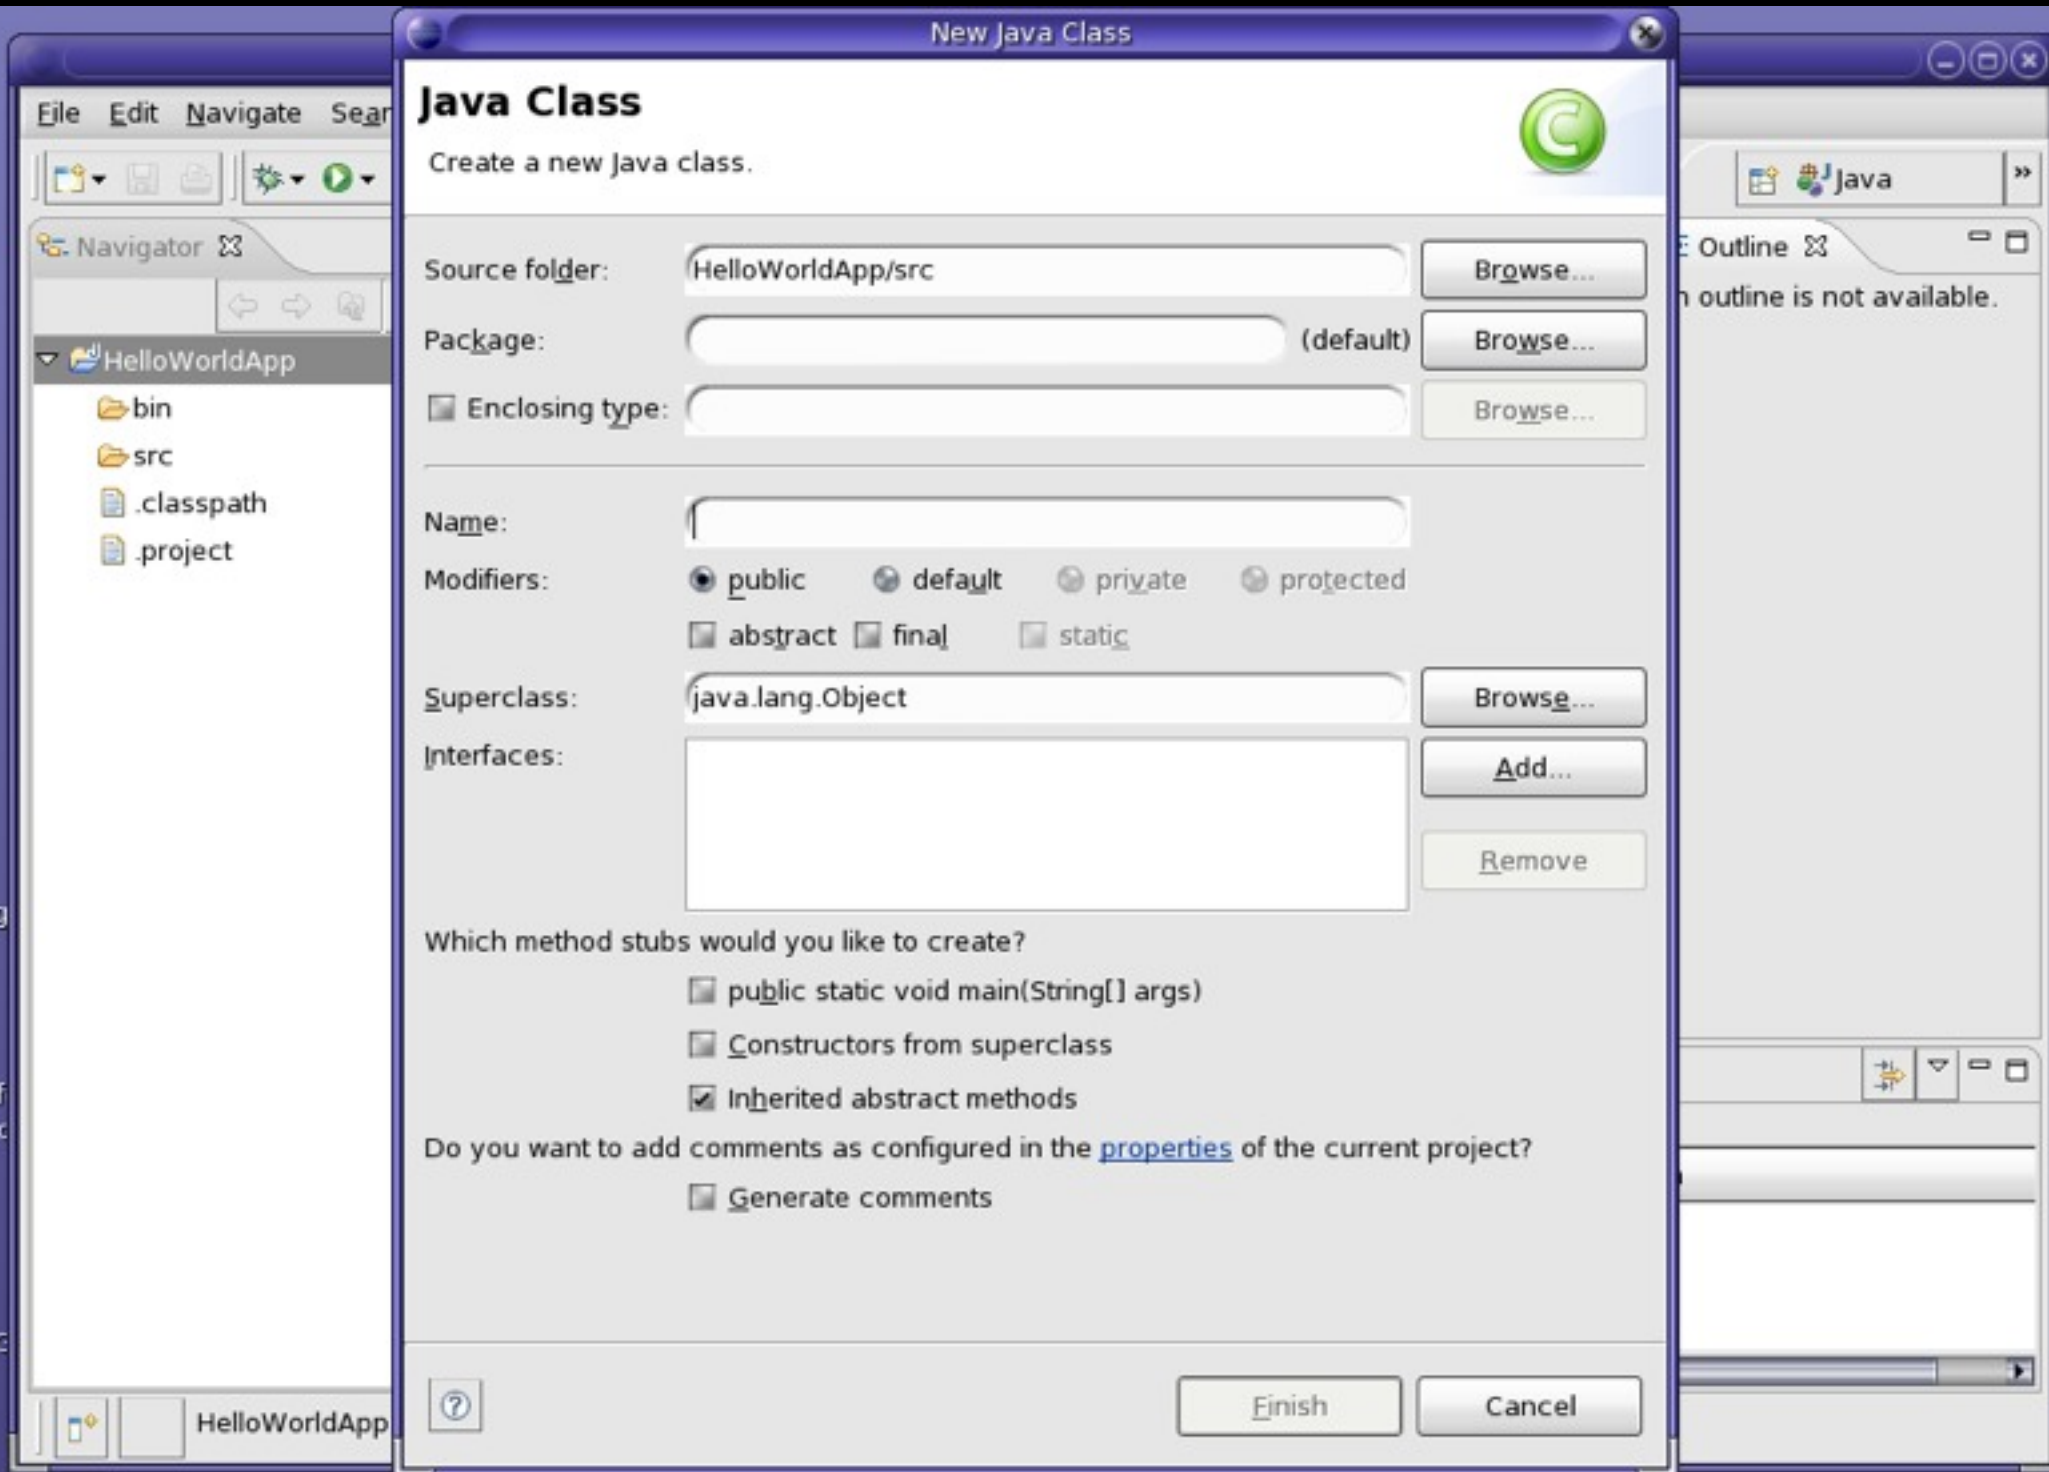 New Java Class
File Edit Navigate
Java Class
Create a new Java class.
Java
Navigator
Source folder: HelloWorldApp/src Browse...
Outline
outline is not available.
Package: (default) Browse...
HelloWorldApp
Enclosing type: Browse...
bin
src
.classpath
.project
Name:
Modifiers: public default private protected
abstract final static
Superclass: java.lang.Object Browse...
Interfaces: Add...
Remove
Which method stubs would you like to create?
public static void main(String[] args)
Constructors from superclass
Inherited abstract methods
Do you want to add comments as configured in the properties of the current project?
Generate comments
Finish Cancel
HelloWorldApp